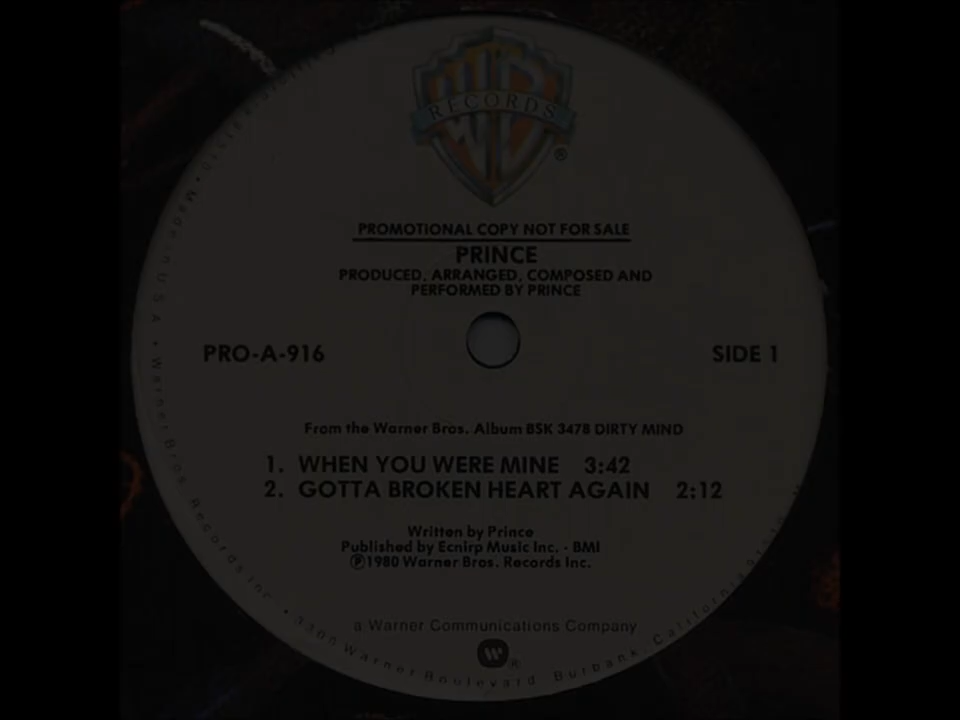 RECORDS
®
PROMOTIONAL COPY NOT FOR SALE
PRINCE
PRODUCED, ARRANGED, COMPOSED AND
PERFORMED BY PRINCE
PRO-A-916
SIDE 1
From the Warner Bros. Album BSK 3478 DIRTY MIND
1. WHEN YOU WERE MINE 3:42
2. GOTTA BROKEN HEART AGAIN 2:12
Written by Prince
Published by Ecnirp Music Inc. - BMI
℗1980 Warner Bros. Records Inc.
a Warner Communications Company
®
Made in U.S.A. • Warner Bros. Records Inc. • 3300 Warner Boulevard, Burbank, California